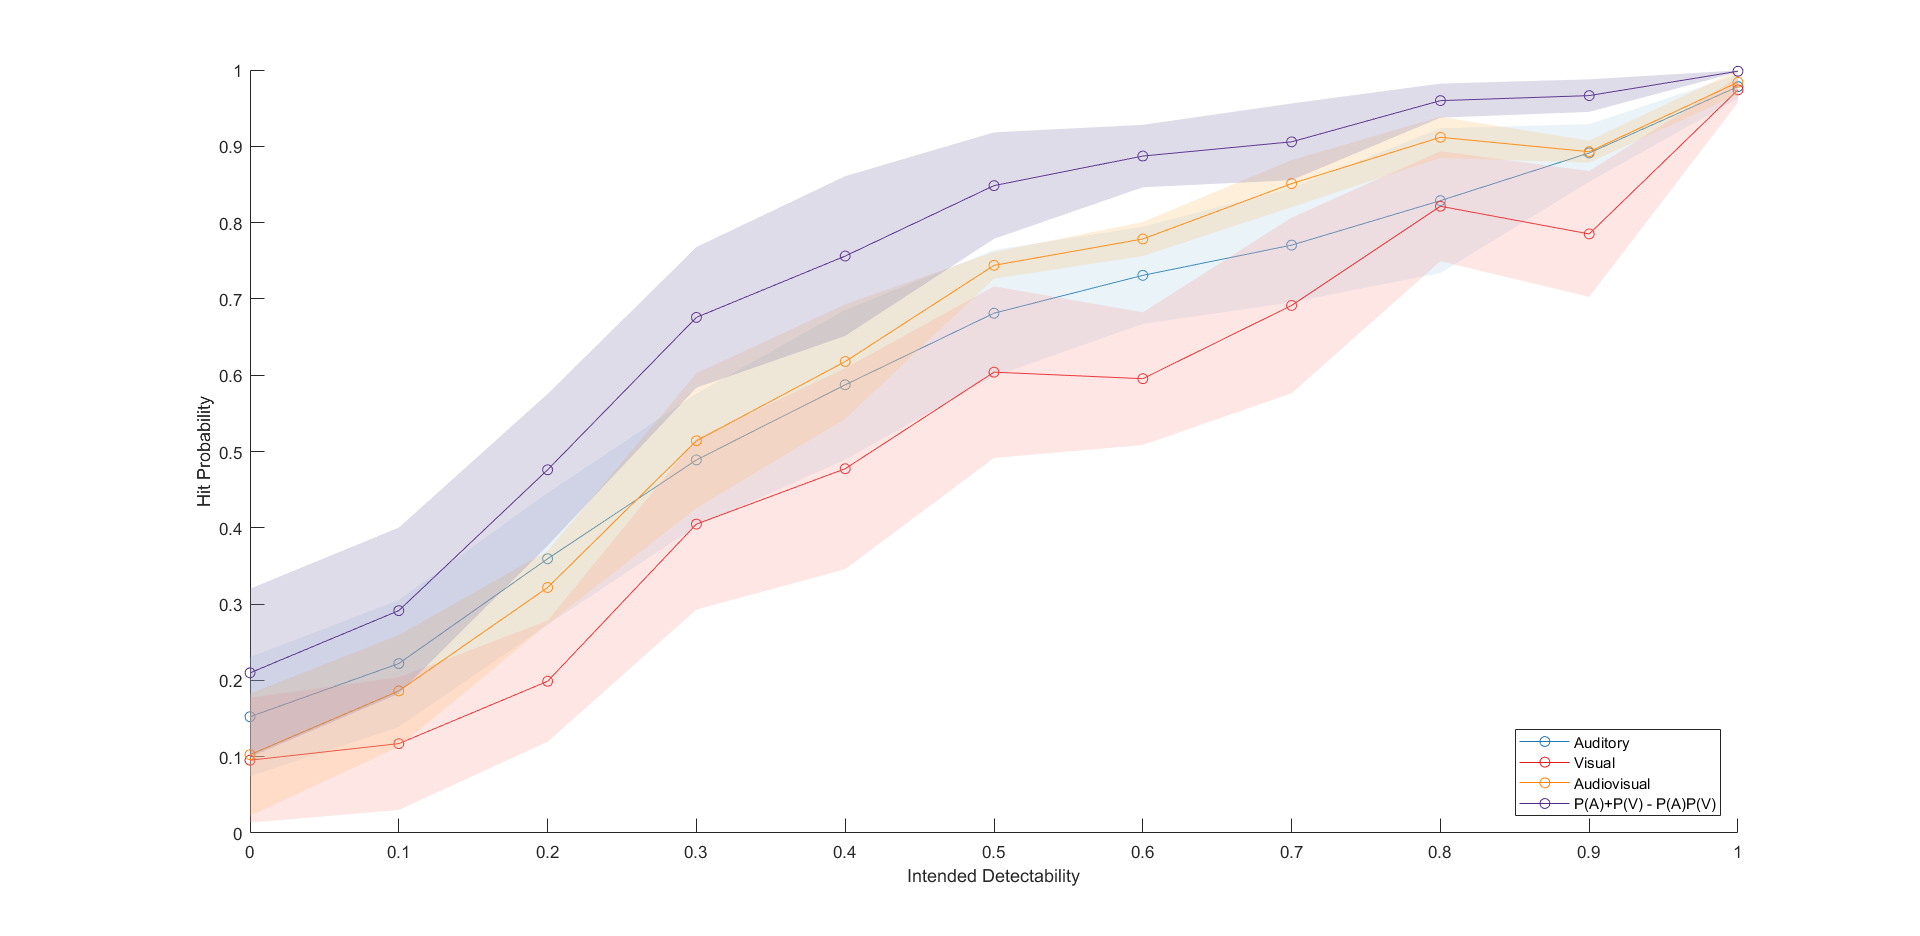 1
0.9
0.8
0.7
0.6
0.5
0.4
0.3
0.2
0.1
0
Hit Probability
0 0.1 0.2 0.3 0.4 0.5 0.6 0.7 0.8 0.9 1
Intended Detectability
Auditory
Visual
Audiovisual
P(A)+P(V) - P(A)P(V)